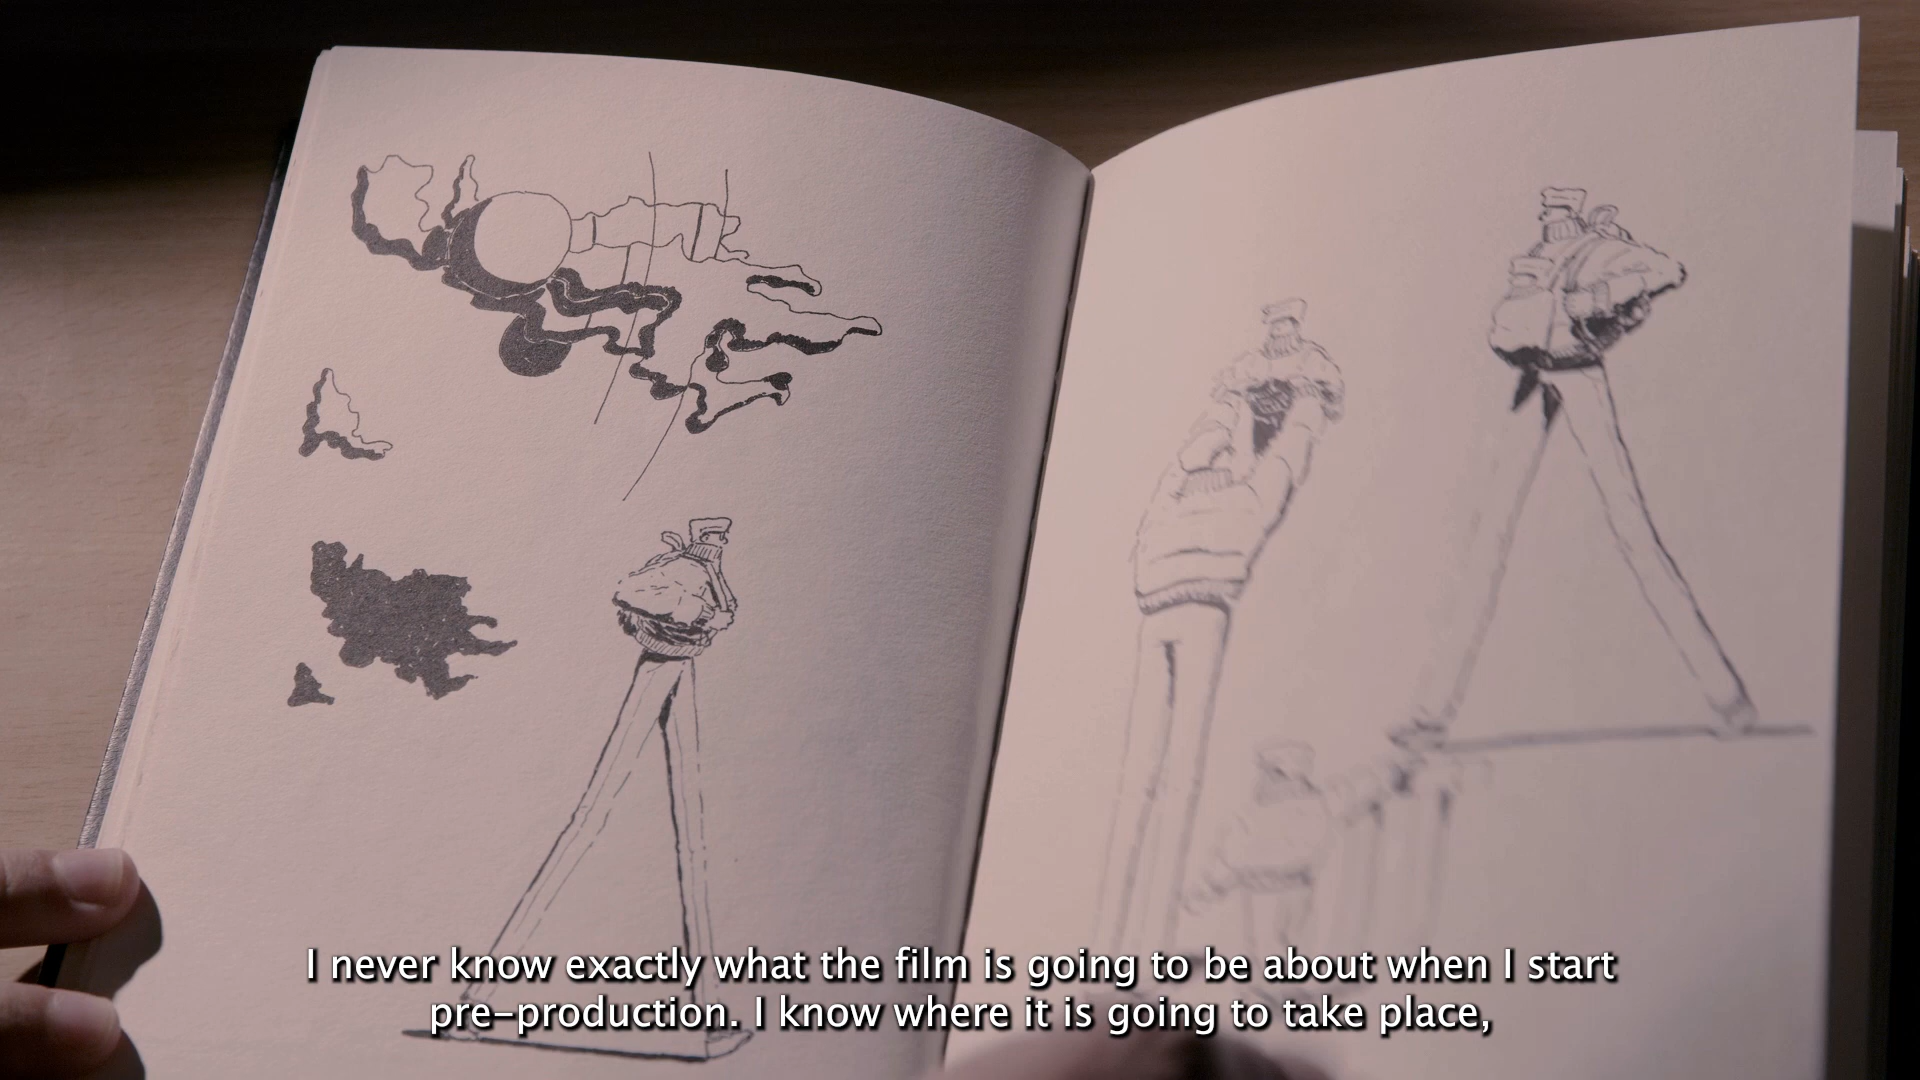 I never know exactly what the film is going to be about when I start
pre-production. I know where it is going to take place,